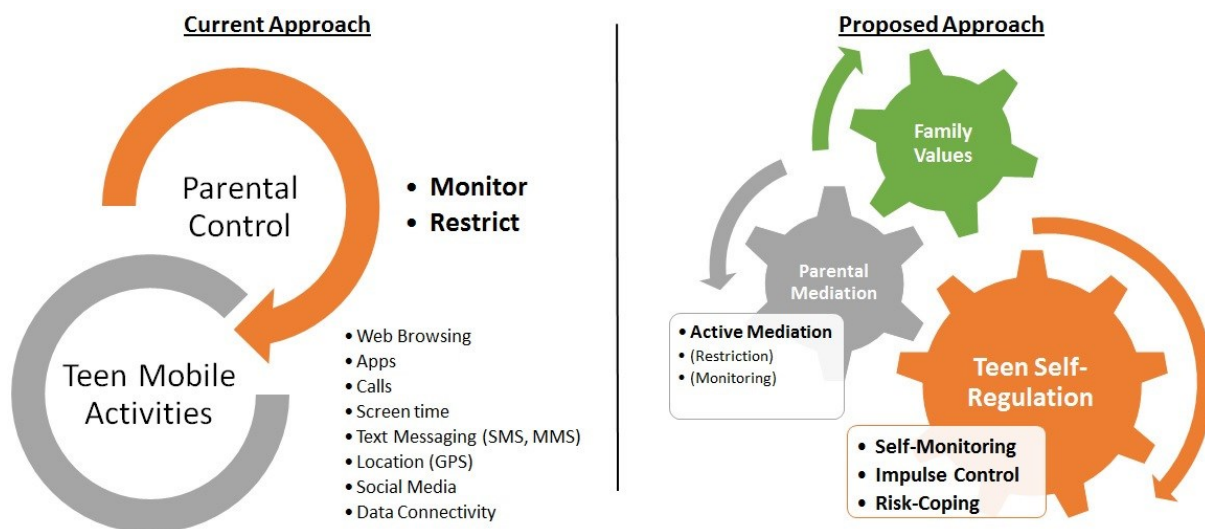 Current Approach
Parental
Control
• Monitor
• Restrict
Teen Mobile
Activities
• Web Browsing
• Apps
• Calls
• Screen time
• Text Messaging (SMS, MMS)
• Location (GPS)
• Social Media
• Data Connectivity
Proposed Approach
Family
Values
Parental
Mediation
• Active Mediation
• (Restriction)
• (Monitoring)
Teen Self-
Regulation
• Self-Monitoring
• Impulse Control
• Risk-Coping